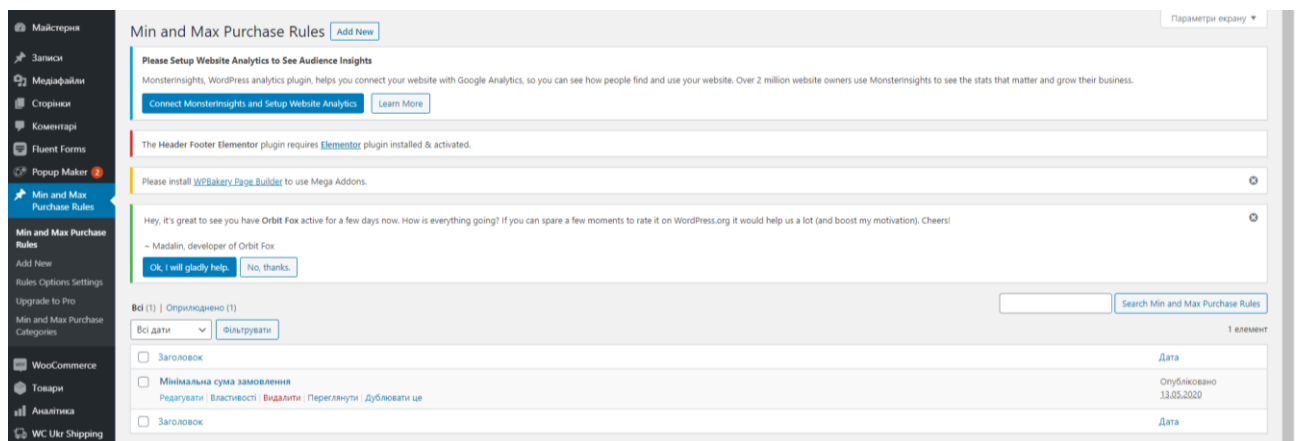 Майстерня
Записи
Медіафайли
Сторінки
Коментарі
Fluent Forms
Popup Maker 2
Min and Max
Purchase Rules
Min and Max Purchase
Rules
Add New
Rules Options Settings
Upgrade to Pro
Min and Max Purchase
Categories
WooCommerce
Товари
Аналітика
WC Ukr Shipping
Параметри екрану
Min and Max Purchase Rules Add New
Please Setup Website Analytics to See Audience Insights
MonsterInsights, WordPress analytics plugin, helps you connect your website with Google Analytics, so you can see how people find and use your website. Over 2 million website owners use MonsterInsights to see the stats that matter and grow their business.
Connect MonsterInsights and Setup Website Analytics Learn More
The Header Footer Elementor plugin requires Elementor plugin installed & activated.
Please install WPBakery Page Builder to use Mega Addons.
Hey, it's great to see you have Orbit Fox active for a few days now. How is everything going? If you can spare a few moments to rate it on WordPress.org it would help us a lot (and boost my motivation). Cheers!
~ Madalin, developer of Orbit Fox
Ok, I will gladly help. No, thanks.
Всі (1) | Оприлюднено (1)
Search Min and Max Purchase Rules
Всі дати Фільтрувати
1 елемент
Заголовок Дата
Мінімальна сума замовлення Опубліковано
Редагувати | Властивості | Видалити | Переглянути | Дублювати це 13.05.2020
Заголовок Дата